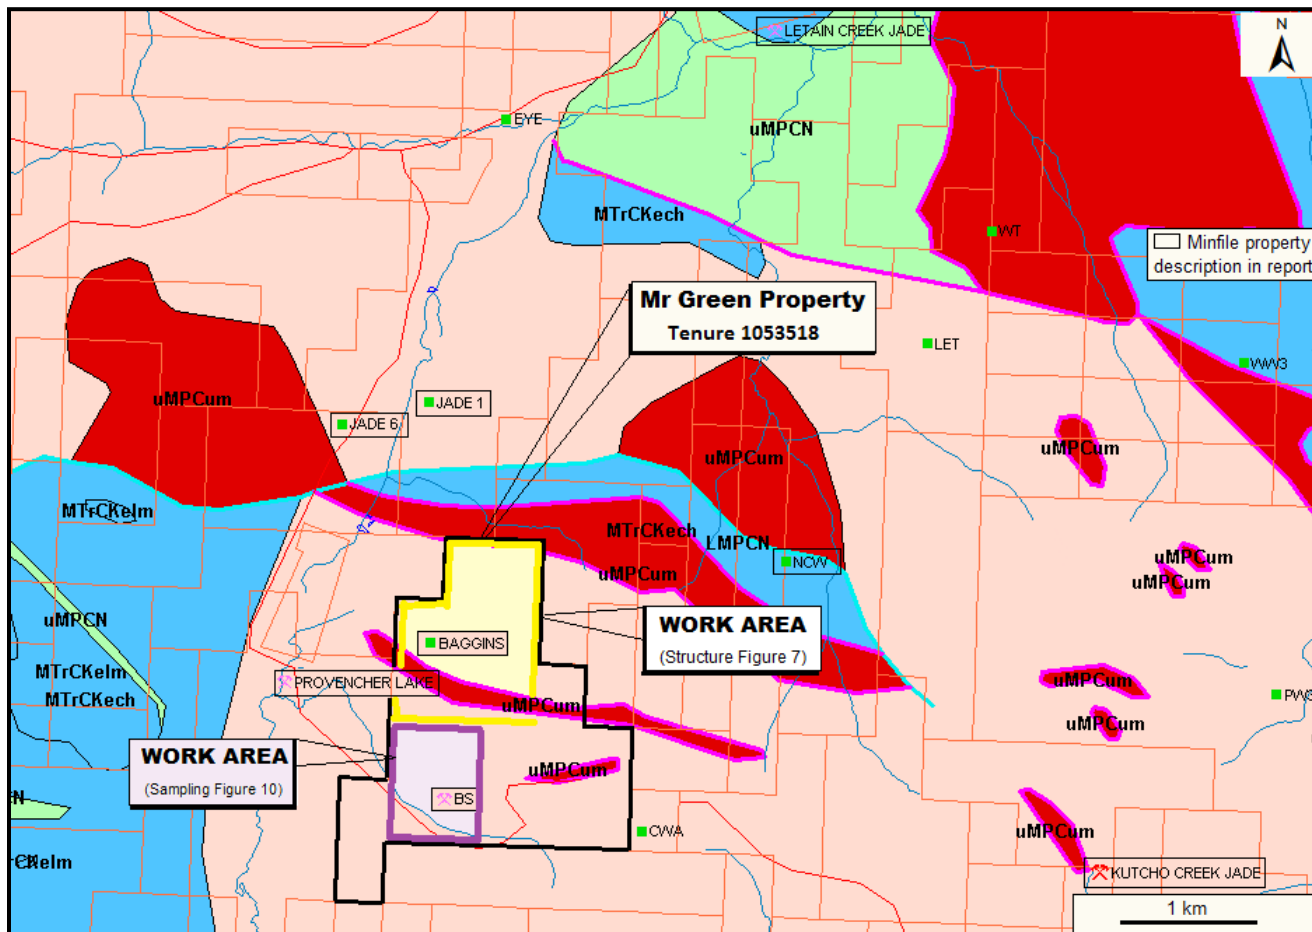 LETAIN CREEK JADE
N
EYE
uMPCN
MTrCKech
WT
Minfile property
description in report
Mr Green Property
Tenure 1053518
LET
VVV3
uMPCum
JADE 1
JADE 6
uMPCum
uMPCum
MTrCKelm
MTrCKech
LMPCN
NCW
uMPCum
uMPCum
uMPCum
uMPCN
BAGGINS
WORK AREA
(Structure Figure 7)
MTrCKelm
MTrCKech
PROVENCHER LAKE
uMPCum
uMPCum
uMPCum
WORK AREA
(Sampling Figure 10)
uMPCum
N
BS
CWA
uMPCum
KUTCHO CREEK JADE
1 km